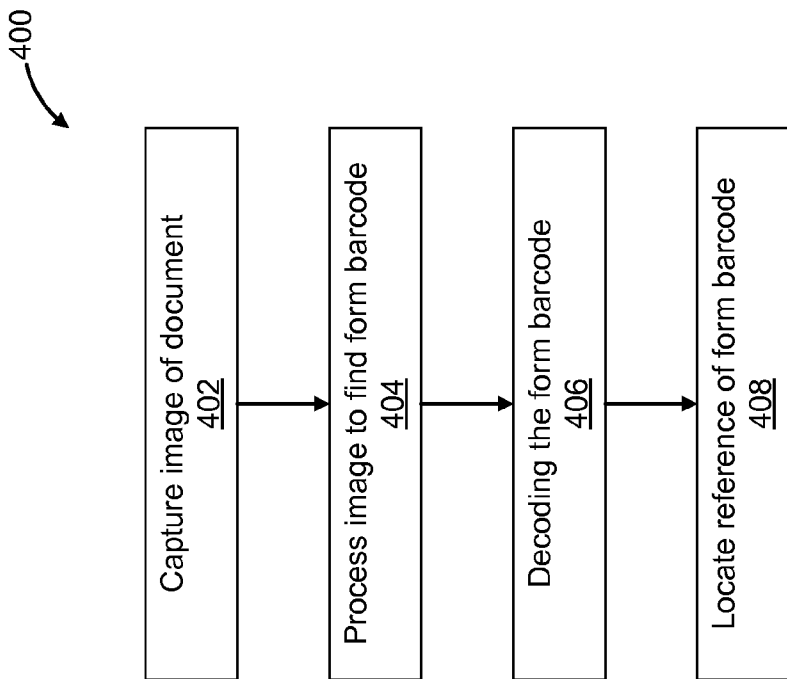 400
Capture image of document
402
Process image to find form barcode
404
Decoding the form barcode
406
Locate reference of form barcode
408